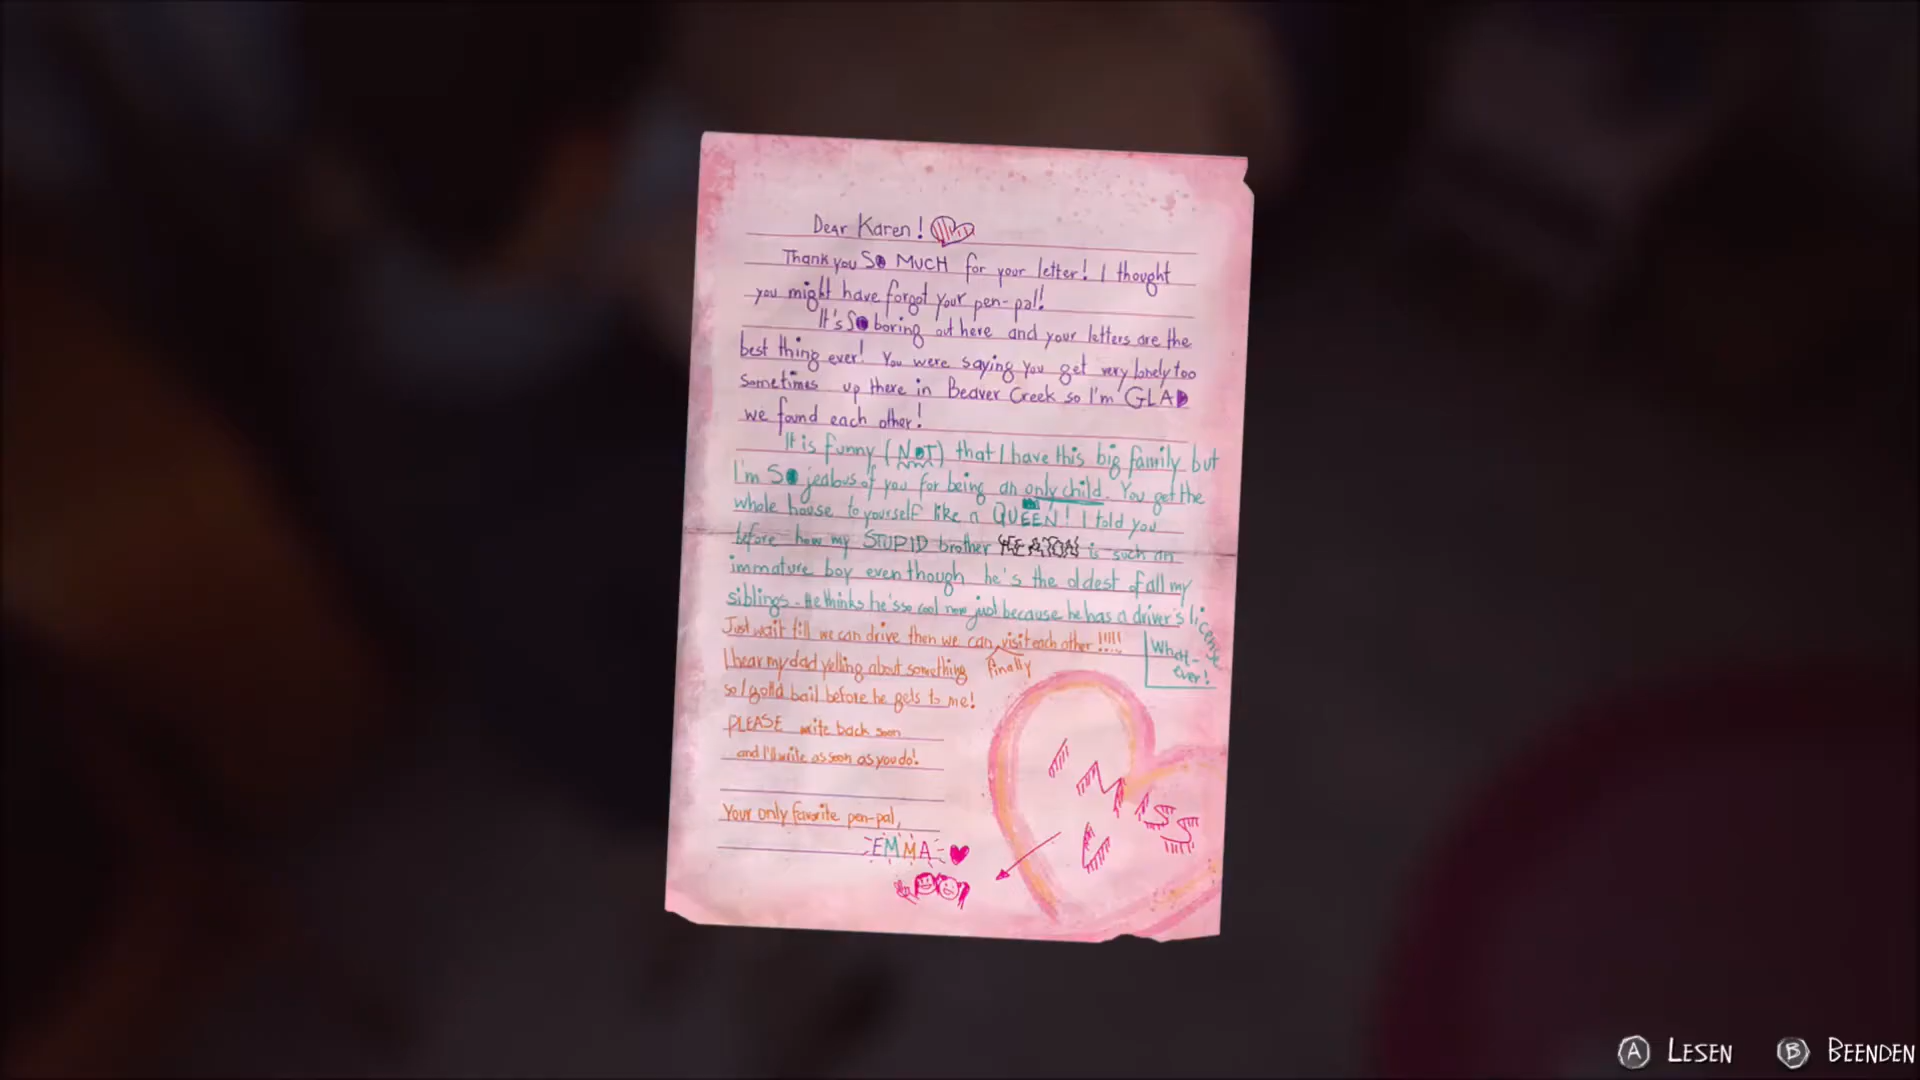 Dear Karen!
Thank you SO MUCH for your letter! I thought
you might have forgot your pen-pal!
It's SO boring out here and your letters are the
best thing ever! You were saying you get very lonely too
sometimes up there in Beaver Creek so I'm GLAD
we found each other!
It is funny (NOT) that I have this big family but
I'm SO jealous of you for being an only child. You get the
whole house to yourself like a QUEEN! I told you
before how my STUPID brother is such an
immature boy even though he's the oldest of all my
siblings. He thinks he's so cool now just because he has a driver's license
What-
ever!
Just wait till we can drive then we can visit each other!!!!!
finally
I hear my dad yelling about something
so I gotta bail before he gets to me!
PLEASE write back soon
and I'll write as soon as you do!
Your only favorite pen-pal,
EMMA
A LESEN
B BEENDEN